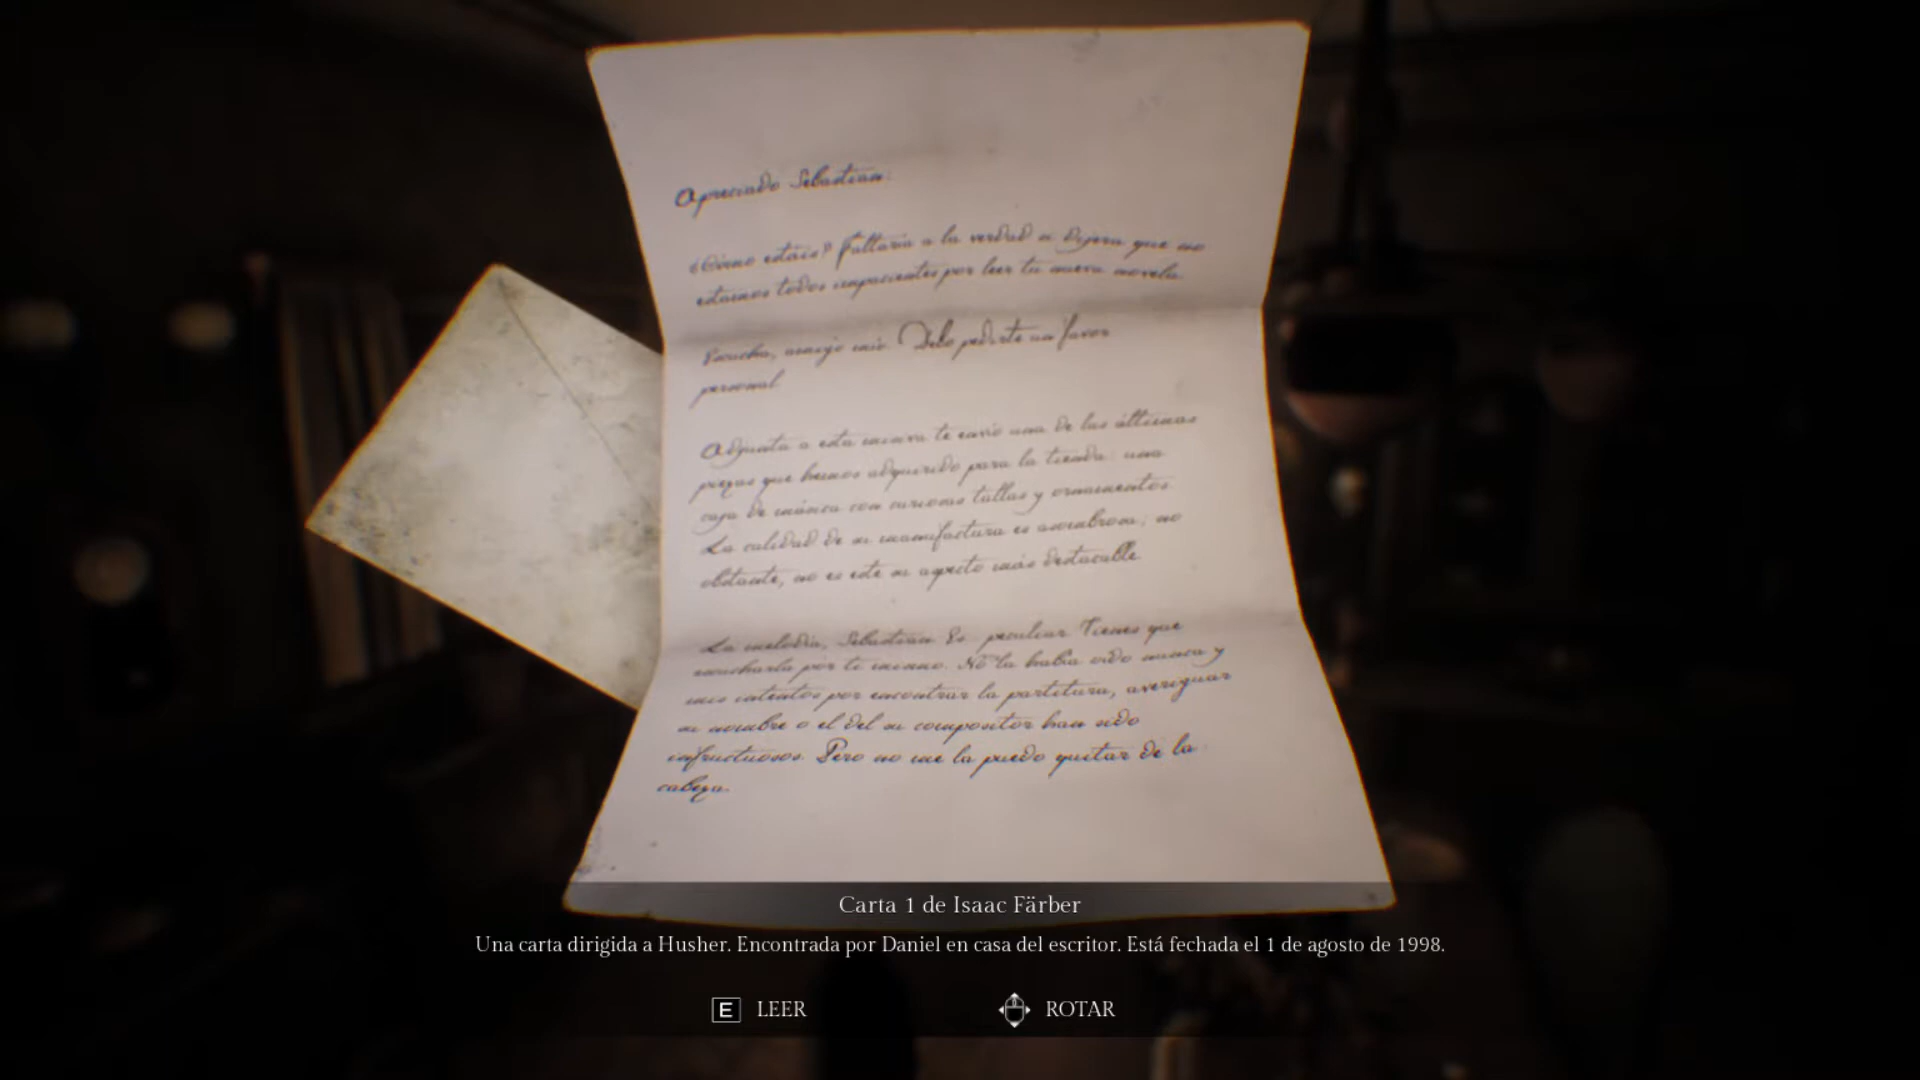 Apreciado Sebastian:
¿Cómo estáis? Faltaría a la verdad si dijera que no
estamos todos impacientes por leer tu nueva novela.
Escucha, amigo mío. Debo pedirte un favor
personal.
Adjunta a esta misiva te envío una de las últimas
piezas que hemos adquirido para la tienda: una
caja de música con curiosas tallas y ornamentos.
La calidad de su manufactura es asombrosa; no
obstante, no es este su aspecto más destacable.
La melodía, Sebastian. Es... peculiar. Tienes que
escucharla por ti mismo. No la había oído nunca y
mis intentos por encontrar la partitura, averiguar
su nombre o el del su compositor han sido
infructuosos. Pero no me la puedo quitar de la
cabeza.
Carta 1 de Isaac Färber
Una carta dirigida a Husher. Encontrada por Daniel en casa del escritor. Está fechada el 1 de agosto de 1998.
E LEER ROTAR